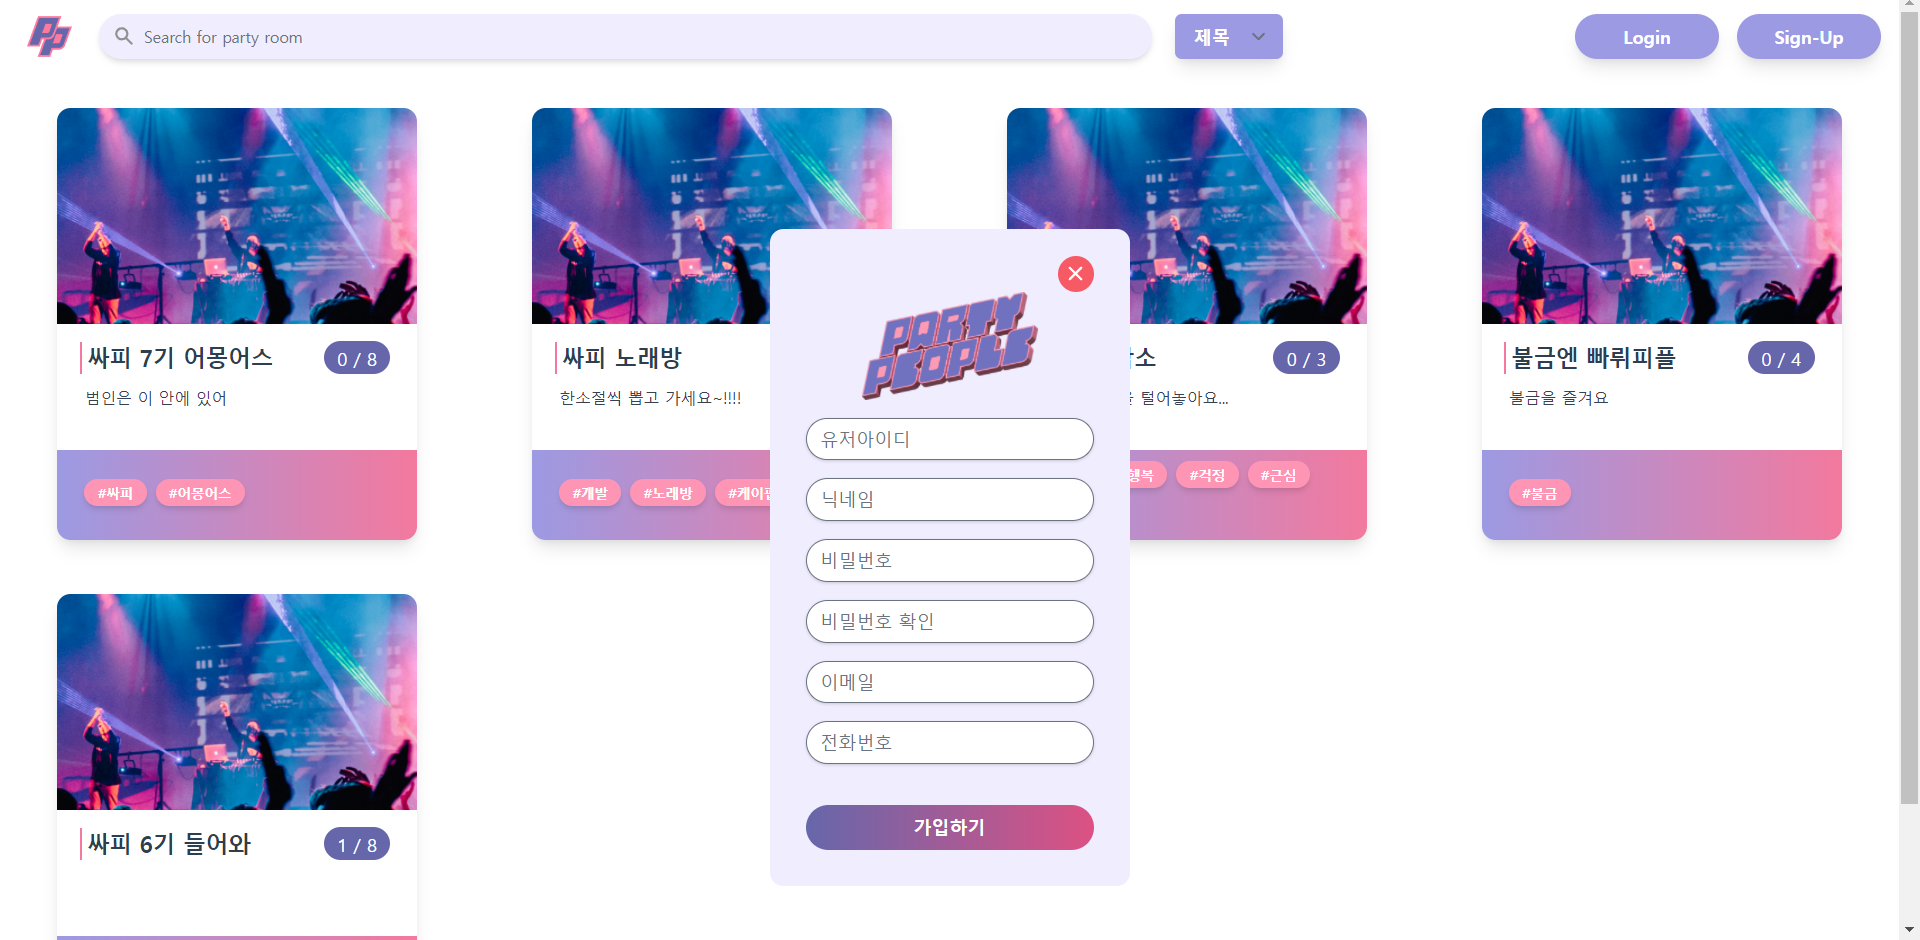 PP
Search for party room
제목
Login
Sign-Up
싸피 7기 어몽어스
0 / 8
범인은 이 안에 있어
#싸피
#어몽어스
싸피 노래방
한소절씩 뽑고 가세요~!!!!
#개발
#노래방
#케이팝
소
0 / 3
털어놓아요...
행복
#걱정
#근심
불금엔 빠뤼피플
0 / 4
불금을 즐겨요
#불금
싸피 6기 들어와
1 / 8
PARTY
PEOPLE
유저아이디
닉네임
비밀번호
비밀번호 확인
이메일
전화번호
가입하기